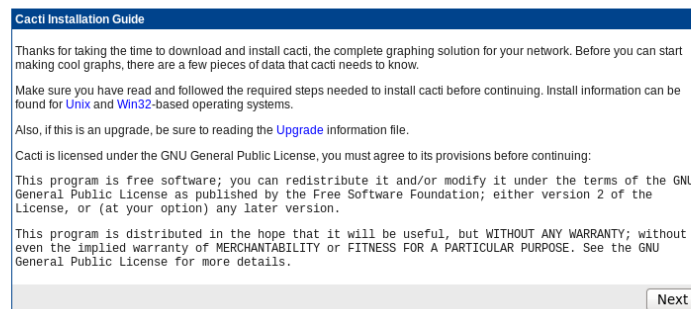 Cacti Installation Guide
Thanks for taking the time to download and install cacti, the complete graphing solution for your network. Before you can start
making cool graphs, there are a few pieces of data that cacti needs to know.
Make sure you have read and followed the required steps needed to install cacti before continuing. Install information can be
found for Unix and Win32-based operating systems.
Also, if this is an upgrade, be sure to reading the Upgrade information file.
Cacti is licensed under the GNU General Public License, you must agree to its provisions before continuing:
This program is free software; you can redistribute it and/or modify it under the terms of the GNU
General Public License as published by the Free Software Foundation; either version 2 of the
License, or (at your option) any later version.
This program is distributed in the hope that it will be useful, but WITHOUT ANY WARRANTY; without
even the implied warranty of MERCHANTABILITY or FITNESS FOR A PARTICULAR PURPOSE. See the GNU
General Public License for more details.
Next